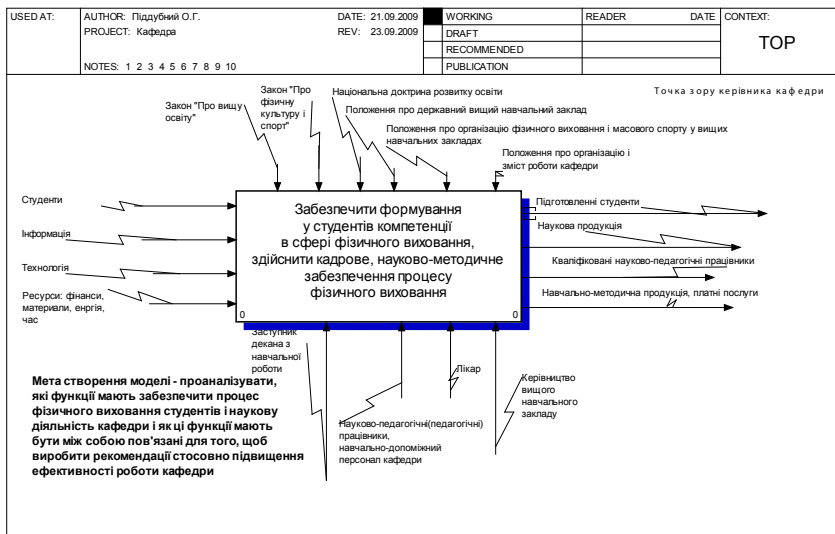 USED AT:
AUTHOR: Піддубний О.Г.
DATE: 21.09.2009
PROJECT: Кафедра
REV: 23.09.2009
NOTES: 1 2 3 4 5 6 7 8 9 10
WORKING
DRAFT
RECOMMENDED
PUBLICATION
READER
DATE
CONTEXT:
TOP
Точка зору керівника кафедри
Закон "Про вищу
освіту"
Закон "Про
фізичну
культуру і
спорт"
Національна доктрина розвитку освіти
Положення про державний вищий навчальний заклад
Положення про організацію фізичного виховання і масового спорту у вищих
навчальних закладах
Положення про організацію і
зміст роботи кафедри
Студенти
Інформація
Технологія
Ресурси: фінанси,
материали, енргія,
час
Забезпечити формування
у студентів компетенції
в сфері фізичного виховання,
здійснити кадрове, науково-методичне
забезпечення процесу
фізичного виховання
0
0
Підготовленні студенти
Наукова продукція
Кваліфіковані науково-педагогічні працівники
Навчально-методична продукція, платні послуги
Заступник
декана з
навчальної
роботи
Науково-педагогічні(педагогічні)
працівники,
навчально-допоміжний
персонал кафедри
Лікар
Керівництво
вищого
навчального
закладу
Мета створення моделі - проаналізувати,
які функції мають забезпечити процес
фізичного виховання студентів і наукову
діяльність кафедри і як ці функції мають
бути між собою пов'язані для того, щоб
виробити рекомендації стосовно підвищення
ефективності роботи кафедри